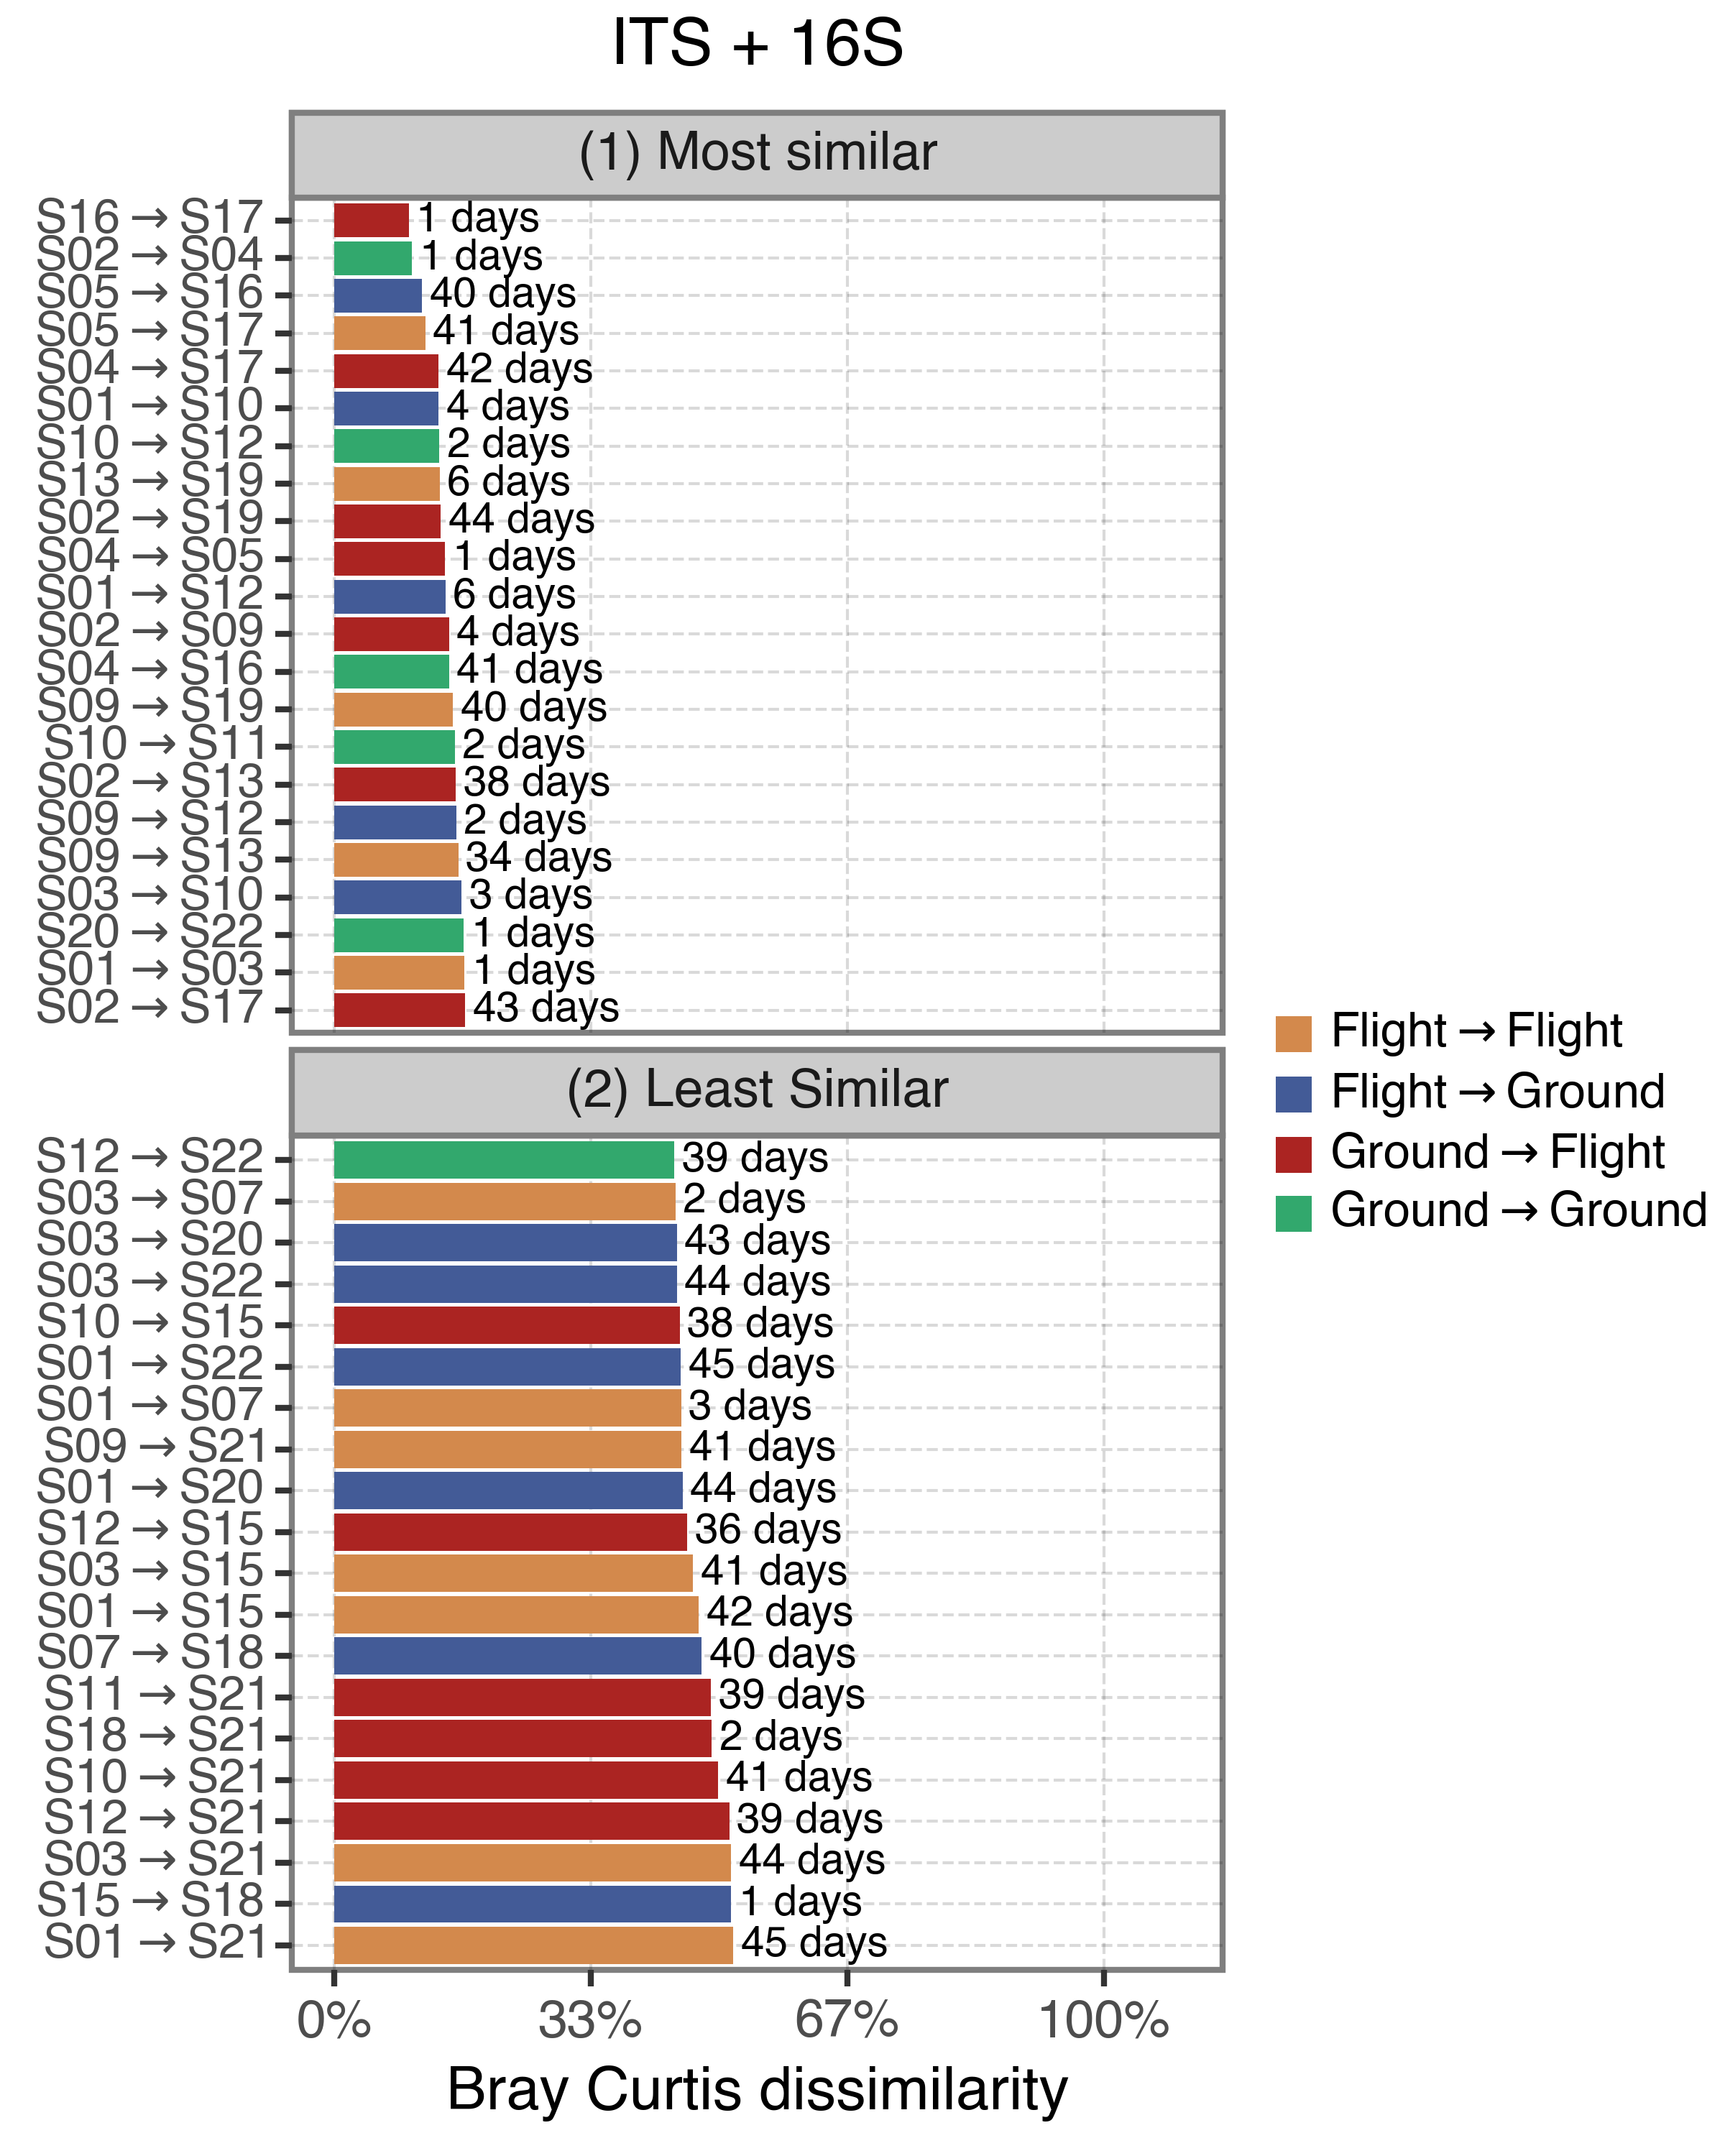 ITS + 16S
(1) Most similar
S16 → S17 1 days
S02 → S04 1 days
S05 → S16 40 days
S05 → S17 41 days
S04 → S17 42 days
S01 → S10 4 days
S10 → S12 2 days
S13 → S19 6 days
S02 → S19 44 days
S04 → S05 1 days
S01 → S12 6 days
S02 → S09 4 days
S04 → S16 41 days
S09 → S19 40 days
S10 → S11 2 days
S02 → S13 38 days
S09 → S12 2 days
S09 → S13 34 days
S03 → S10 3 days
S20 → S22 1 days
S01 → S03 1 days
S02 → S17 43 days
(2) Least Similar
S12 → S22 39 days
S03 → S07 2 days
S03 → S20 43 days
S03 → S22 44 days
S10 → S15 38 days
S01 → S22 45 days
S01 → S07 3 days
S09 → S21 41 days
S01 → S20 44 days
S12 → S15 36 days
S03 → S15 41 days
S01 → S15 42 days
S07 → S18 40 days
S11 → S21 39 days
S18 → S21 2 days
S10 → S21 41 days
S12 → S21 39 days
S03 → S21 44 days
S15 → S18 1 days
S01 → S21 45 days
0% 33% 67% 100%
Bray Curtis dissimilarity
Flight → Flight
Flight → Ground
Ground → Flight
Ground → Ground